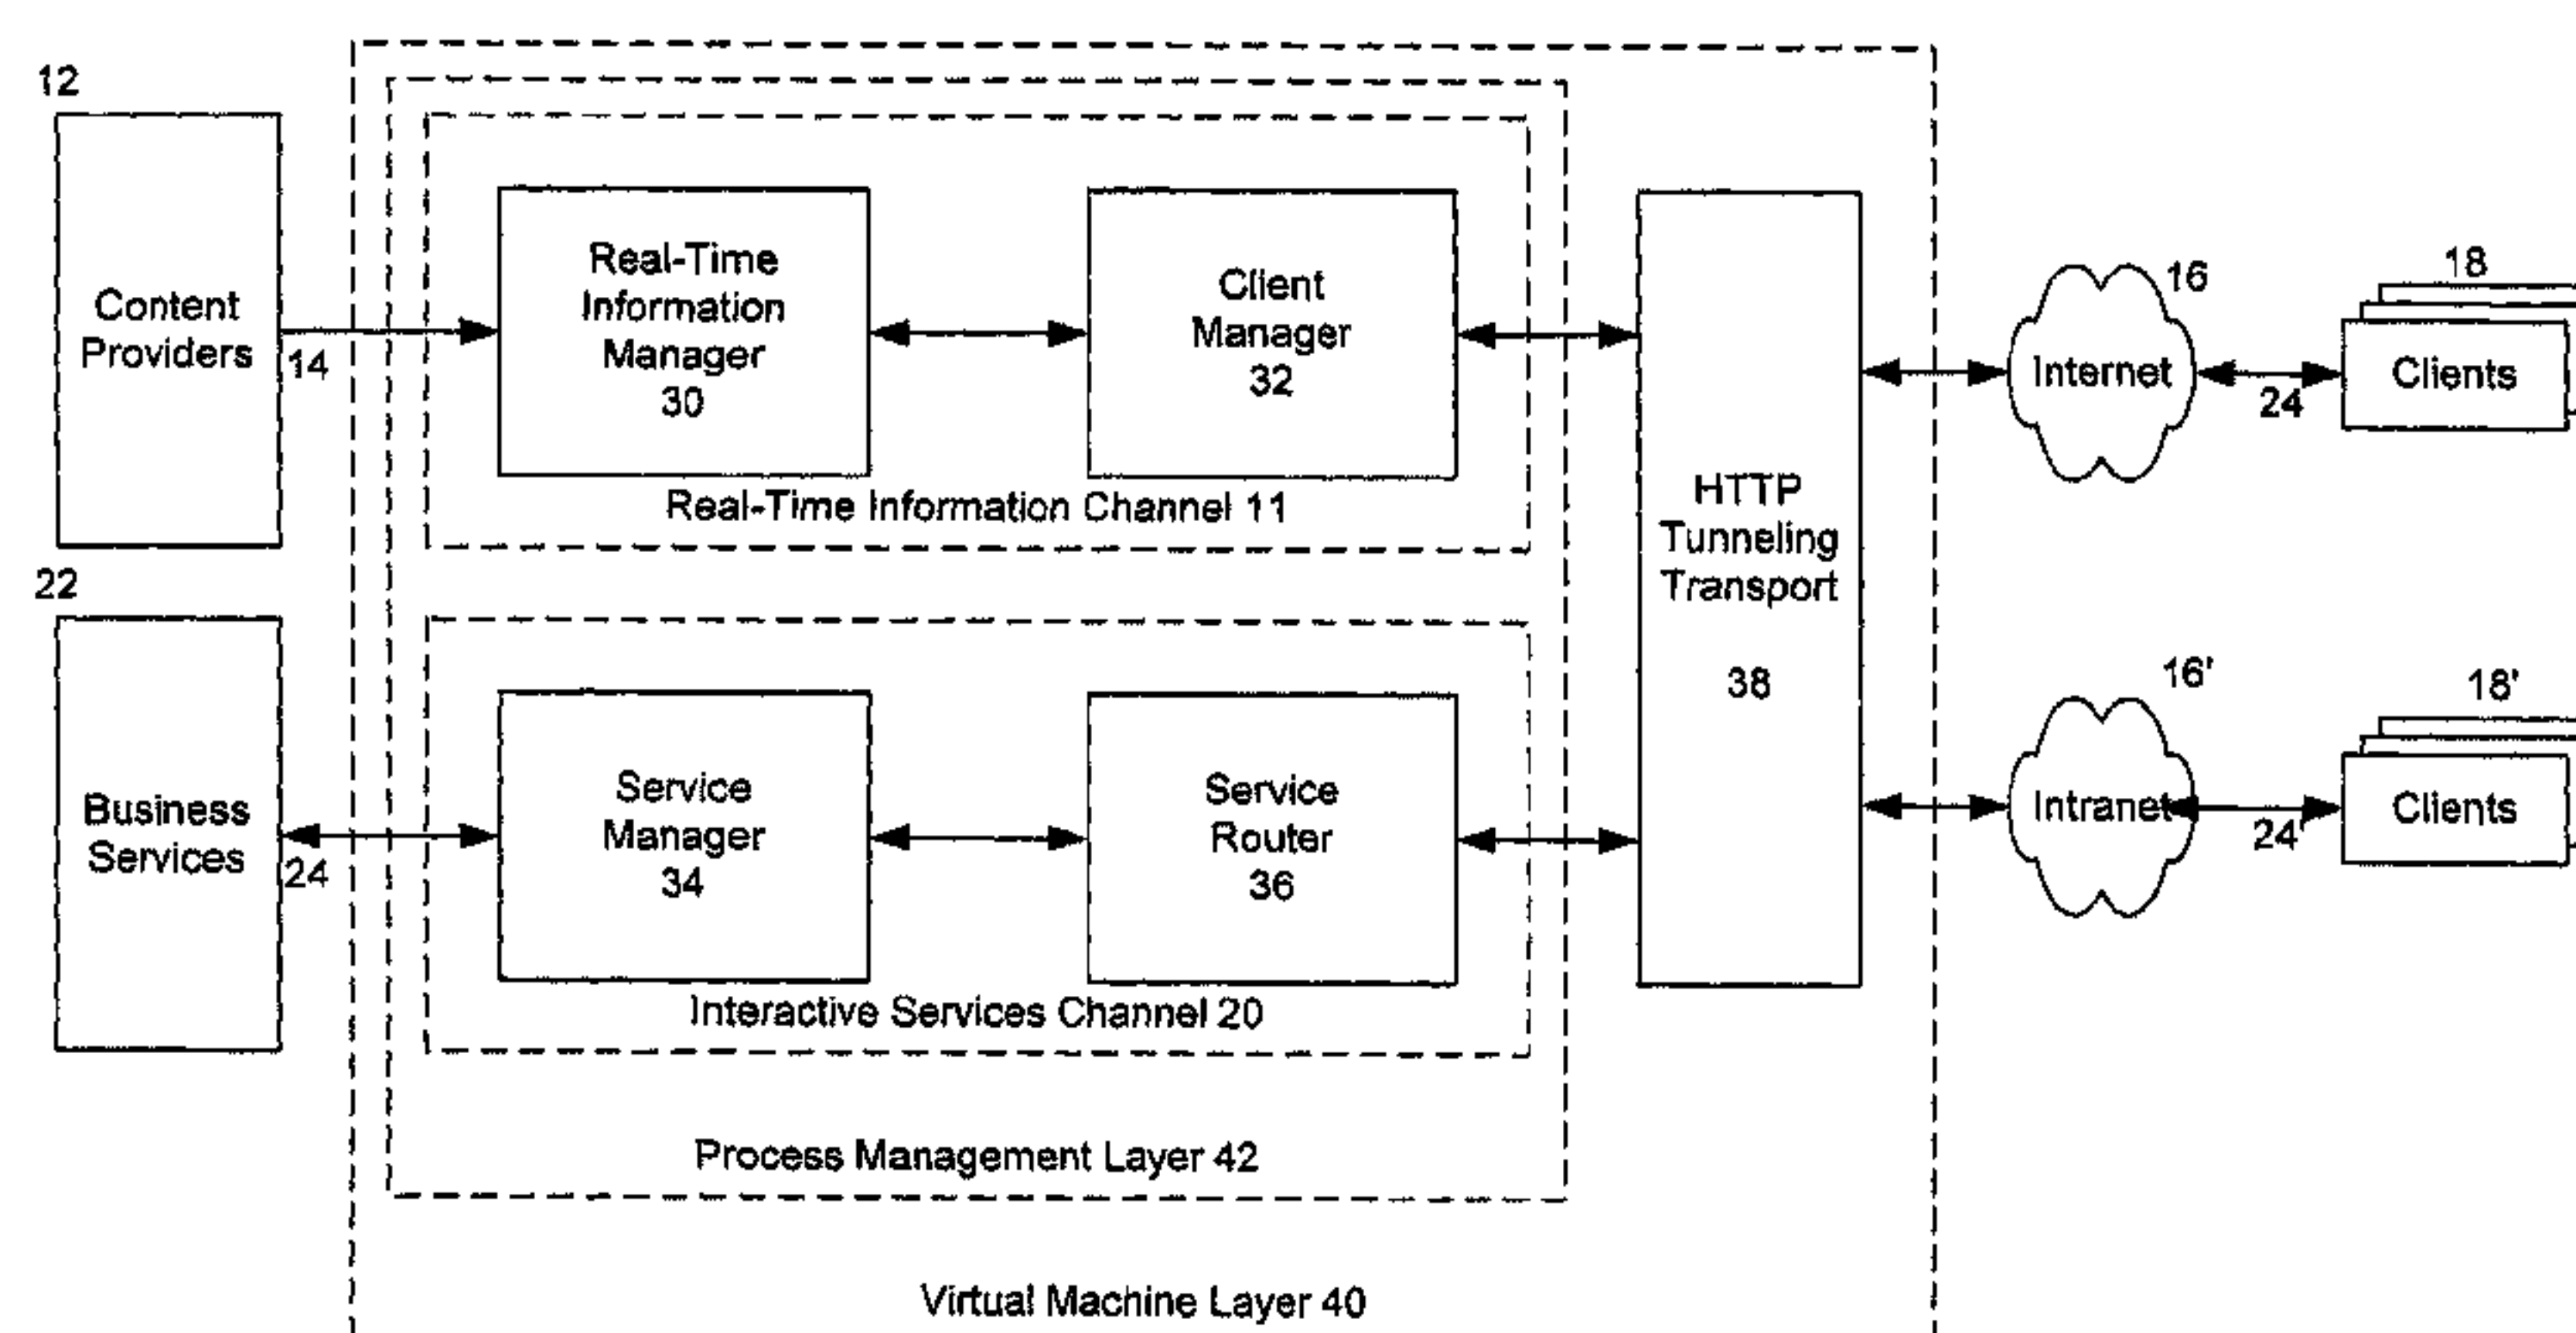 12
Content
Providers
14
Real-Time
Information
Manager
30
Client
Manager
32
Real-Time Information Channel 11
22
Business
Services
24
Service
Manager
34
Service
Router
36
Interactive Services Channel 20
Process Management Layer 42
Virtual Machine Layer 40
HTTP
Tunneling
Transport
38
16
Internet
24
18
Clients
16'
Intranet
24'
18'
Clients